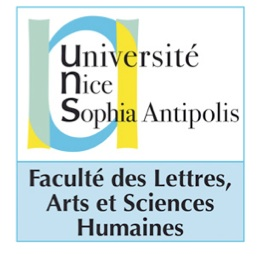 Université
Nice
Sophia Antipolis
Faculté des Lettres,
Arts et Sciences
Humaines